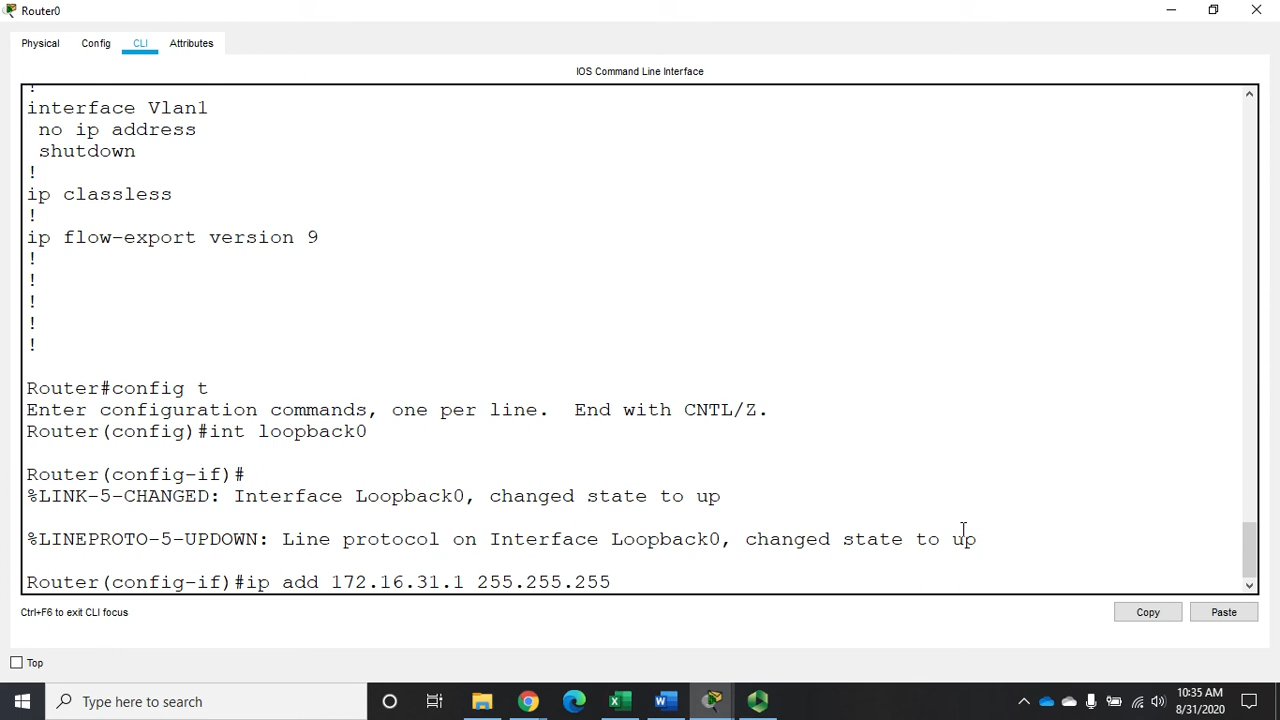 Router0
Physical Config CLI Attributes
IOS Command Line Interface
!
interface Vlan1
no ip address
shutdown
!
ip classless
!
ip flow-export version 9
!
!
!
!
!
Router#config t
Enter configuration commands, one per line. End with CNTL/Z.
Router(config)#int loopback0
Router(config-if)#
%LINK-5-CHANGED: Interface Loopback0, changed state to up
%LINEPROTO-5-UPDOWN: Line protocol on Interface Loopback0, changed state to up
Router(config-if)#ip add 172.16.31.1 255.255.255
Ctrl+F6 to exit CLI focus
Copy Paste
Top
Type here to search
10:35 AM
8/31/2020